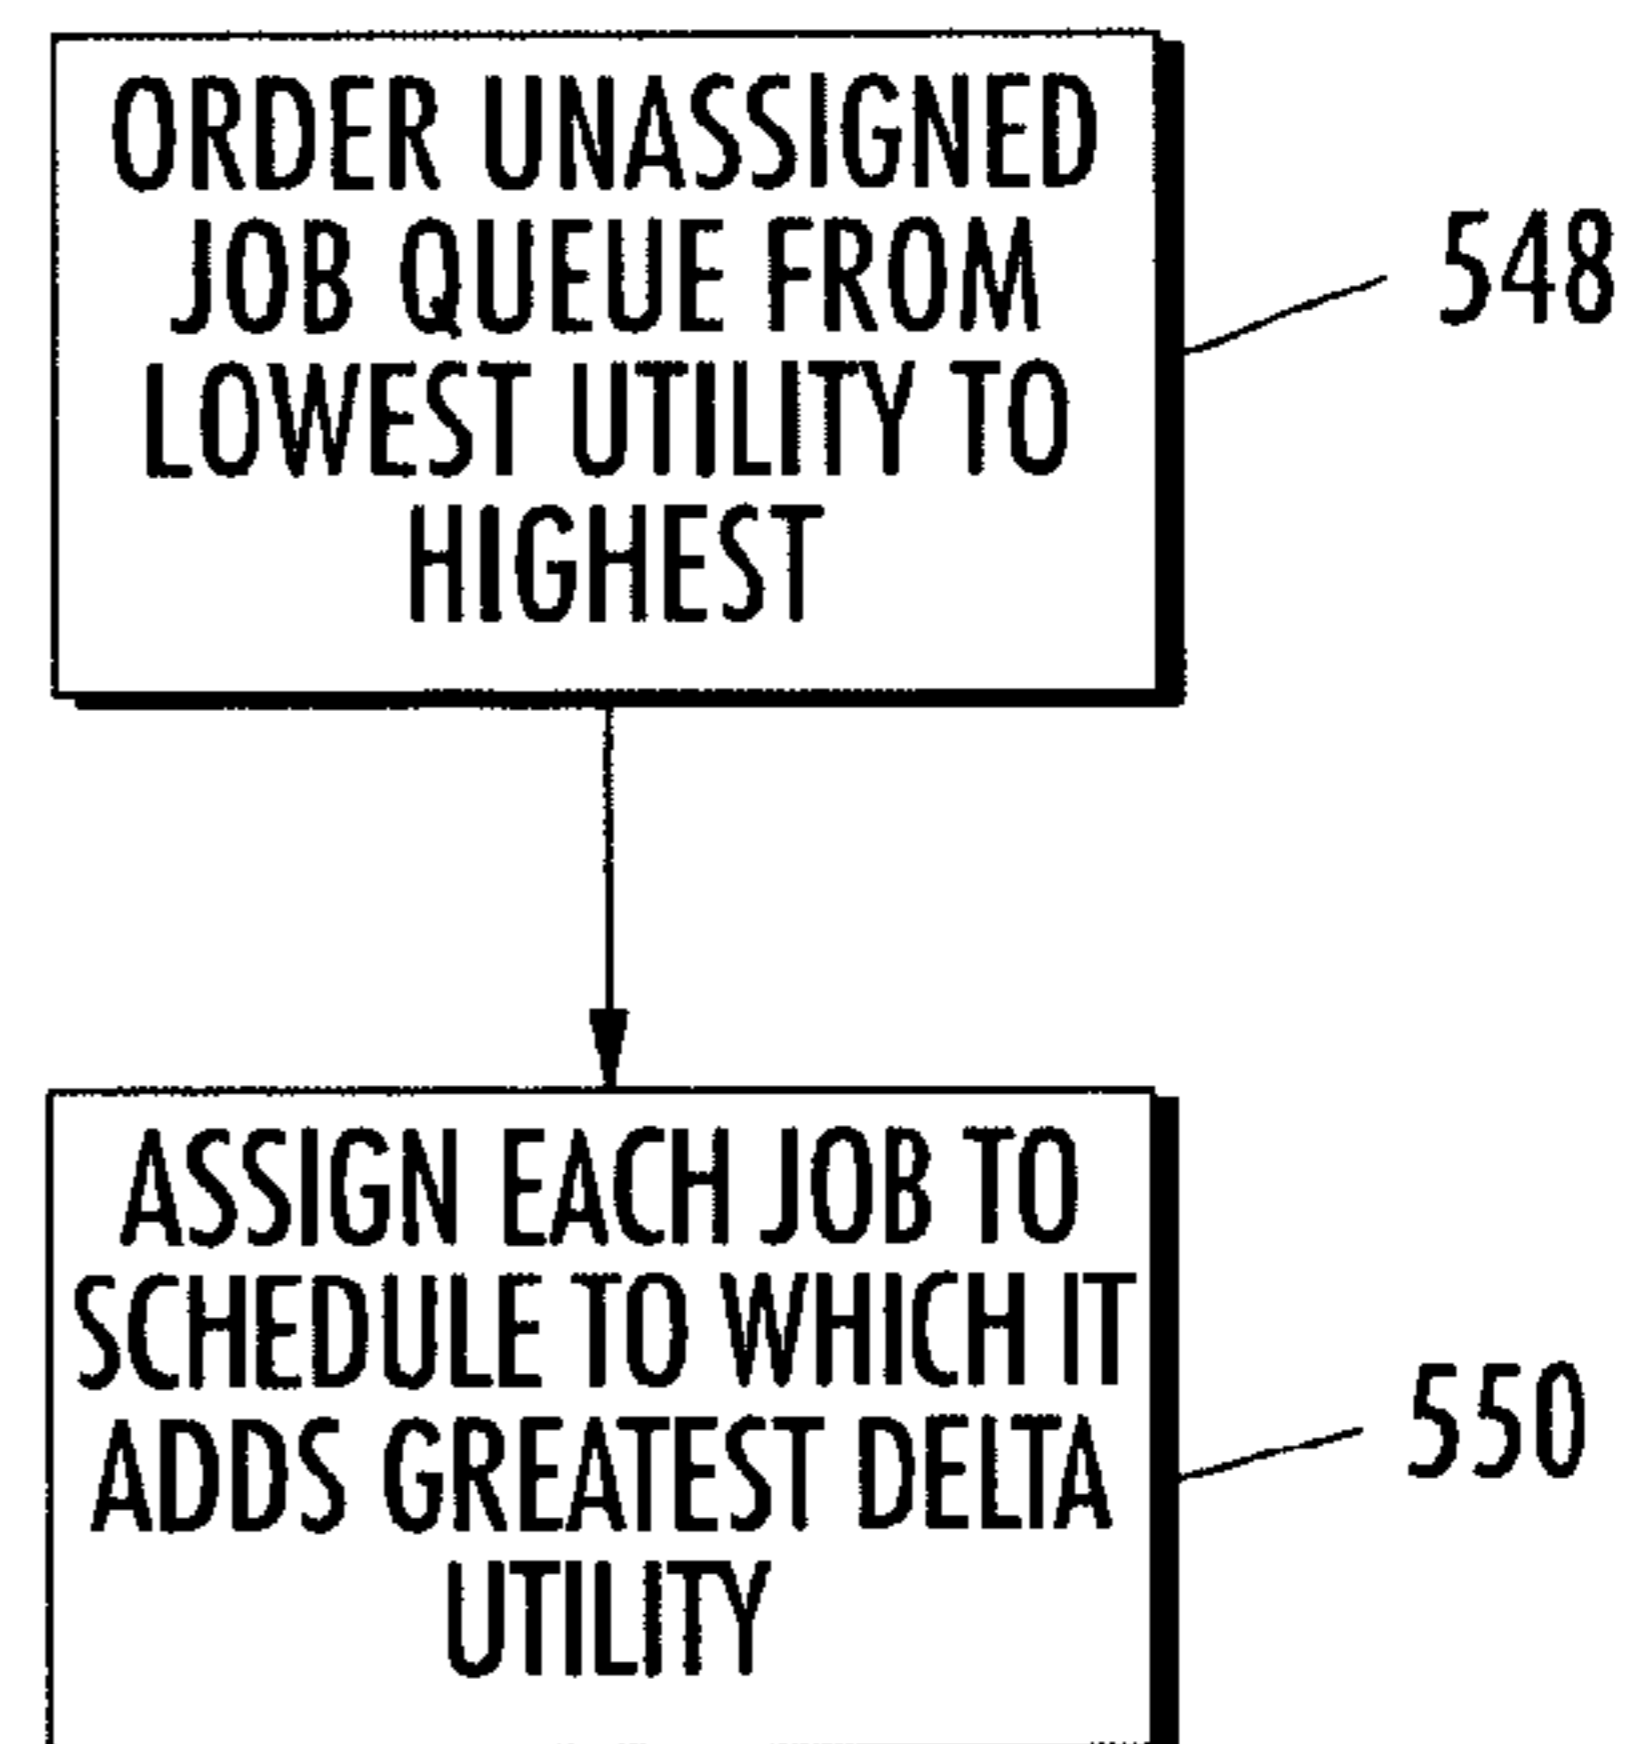 ORDER UNASSIGNED
JOB QUEUE FROM
LOWEST UTILITY TO
HIGHEST
548
ASSIGN EACH JOB TO
SCHEDULE TO WHICH IT
ADDS GREATEST DELTA
UTILITY
550